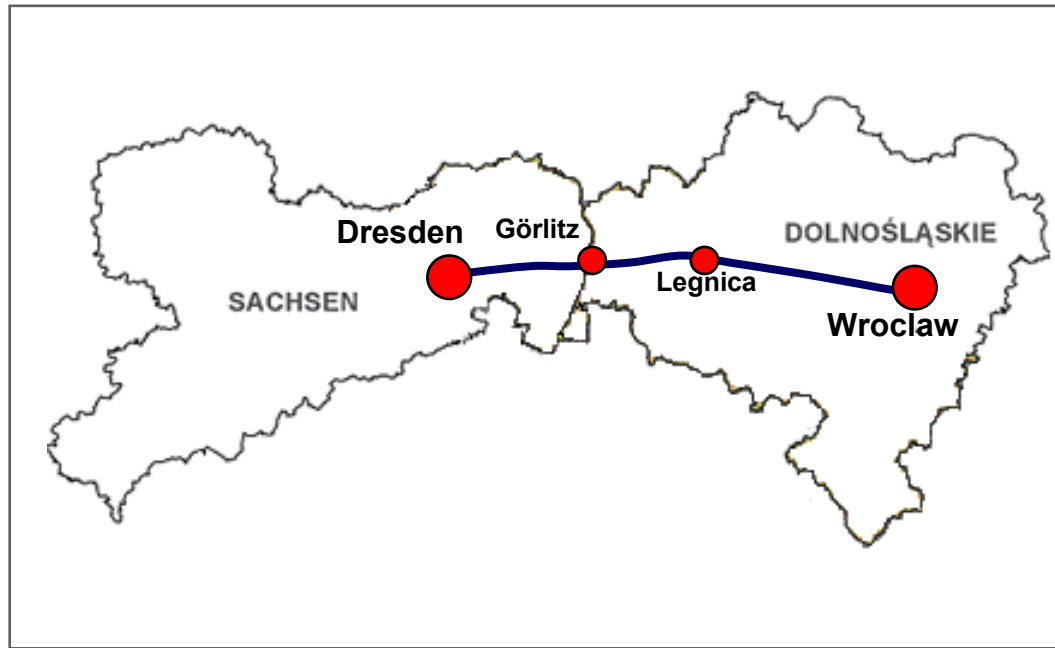 Görlitz
Dresden
DOLNOŚLĄSKIE
Legnica
SACHSEN
Wroclaw